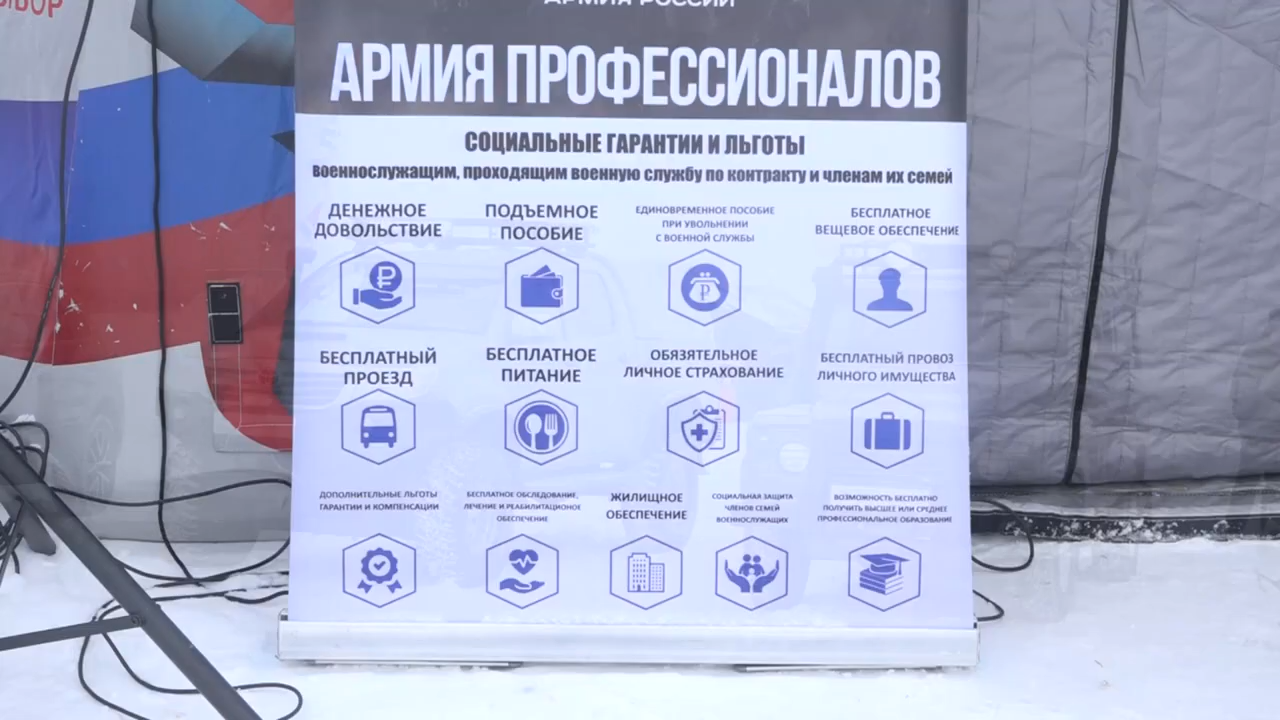 ВЫБОР
АРМИЯ РОССИИ
АРМИЯ ПРОФЕССИОНАЛОВ
СОЦИАЛЬНЫЕ ГАРАНТИИ И ЛЬГОТЫ
военнослужащим, проходящим военную службу по контракту и членам их семей
ДЕНЕЖНОЕ
ДОВОЛЬСТВИЕ
ПОДЪЕМНОЕ
ПОСОБИЕ
ЕДИНОВРЕМЕННОЕ ПОСОБИЕ
ПРИ УВОЛЬНЕНИИ
С ВОЕННОЙ СЛУЖБЫ
БЕСПЛАТНОЕ
ВЕЩЕВОЕ ОБЕСПЕЧЕНИЕ
БЕСПЛАТНЫЙ
ПРОЕЗД
БЕСПЛАТНОЕ
ПИТАНИЕ
ОБЯЗЯТЕЛЬНОЕ
ЛИЧНОЕ СТРАХОВАНИЕ
БЕСПЛАТНЫЙ ПРОВОЗ
ЛИЧНОГО ИМУЩЕСТВА
ДОПОЛНИТЕЛЬНЫЕ ЛЬГОТЫ
ГАРАНТИИ И КОМПЕНСАЦИИ
БЕСПЛАТНОЕ ОБСЛЕДОВАНИЕ,
ЛЕЧЕНИЕ И РЕАБИЛИТАЦИОНОЕ
ОБЕСПЕЧЕНИЕ
ЖИЛИЩНОЕ
ОБЕСПЕЧЕНИЕ
СОЦИАЛЬНАЯ ЗАЩИТА
ЧЛЕНОВ СЕМЕЙ
ВОЕННОСЛУЖАЩИХ
ВОЗМОЖНОСТЬ БЕСПЛАТНО
ПОЛУЧИТЬ ВЫСШЕЕ ИЛИ СРЕДНЕЕ
ПРОФЕССИОНАЛЬНОЕ ОБРАЗОВАНИЕ